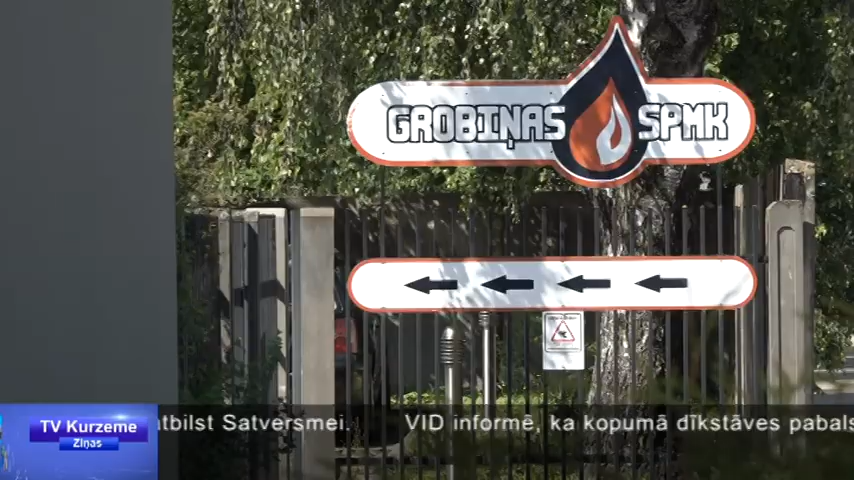 GROBIŅAS SPMK
TV Kurzeme
Ziņas
atbilst Satversmei. VID informē, ka kopumā dīkstāves pabals